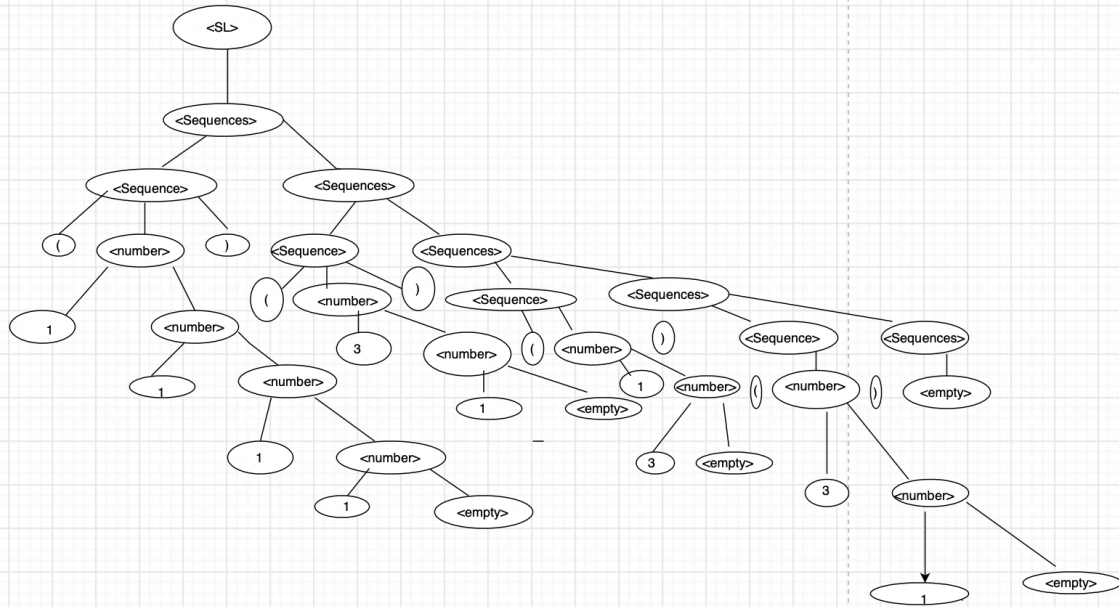 <SL>
<Sequences>
<Sequence> <Sequences>
( <number> ) <Sequence> <Sequences>
( <number> ) <Sequence> <Sequences>
1 <number> 3 <number> ( <number> ) <Sequence> <Sequences>
1 <number> 1 <empty> 1 <number> ( <number> ) <empty>
1 <number> 3 <empty> 3 <number>
1 <empty> 1 <empty>